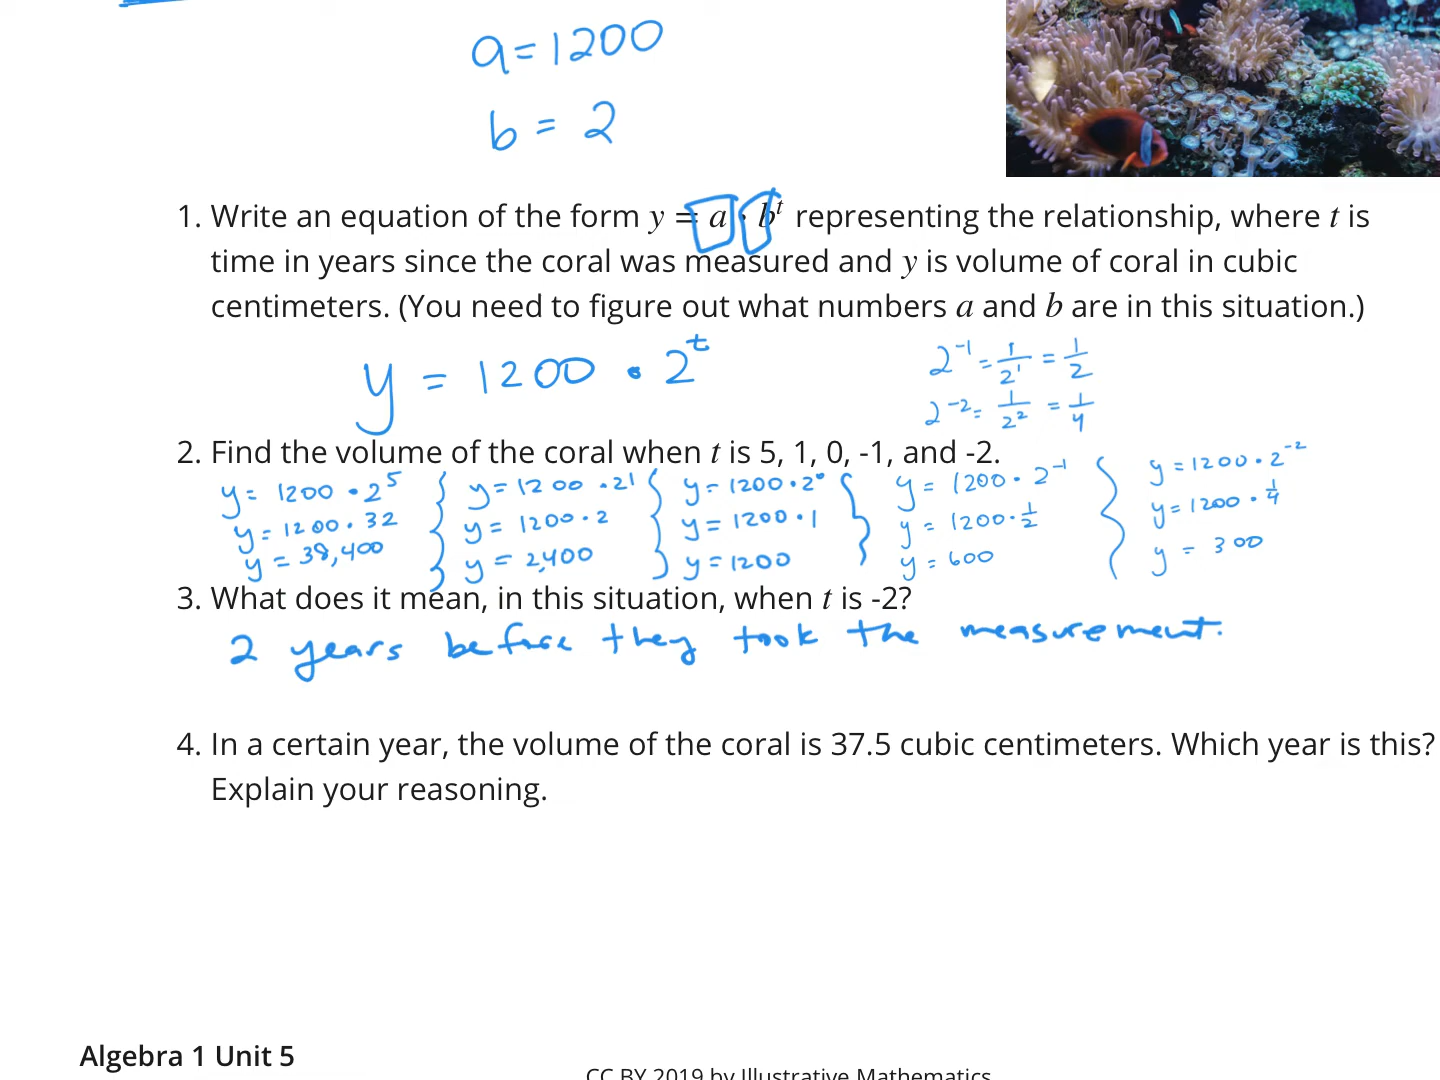 a = 1200
b = 2
1. Write an equation of the form y = a · b^t representing the relationship, where t is
time in years since the coral was measured and y is volume of coral in cubic
centimeters. (You need to figure out what numbers a and b are in this situation.)
y = 1200 · 2^t
2^-1 = 1/2^1 = 1/2
2^-2 = 1/2^2 = 1/4
2. Find the volume of the coral when t is 5, 1, 0, -1, and -2.
y = 1200 · 2^5 y = 1200 · 2^1 y = 1200 · 2^0 y = 1200 · 2^-1 y = 1200 · 2^-2
y = 1200 · 32 y = 1200 · 2 y = 1200 · 1 y = 1200 · 1/2 y = 1200 · 1/4
y = 38,400 y = 2,400 y = 1200 y = 600 y = 300
3. What does it mean, in this situation, when t is -2?
2 years before they took the measurement.
4. In a certain year, the volume of the coral is 37.5 cubic centimeters. Which year is this?
Explain your reasoning.
Algebra 1 Unit 5
CC BY 2019 by Illustrative Mathematics